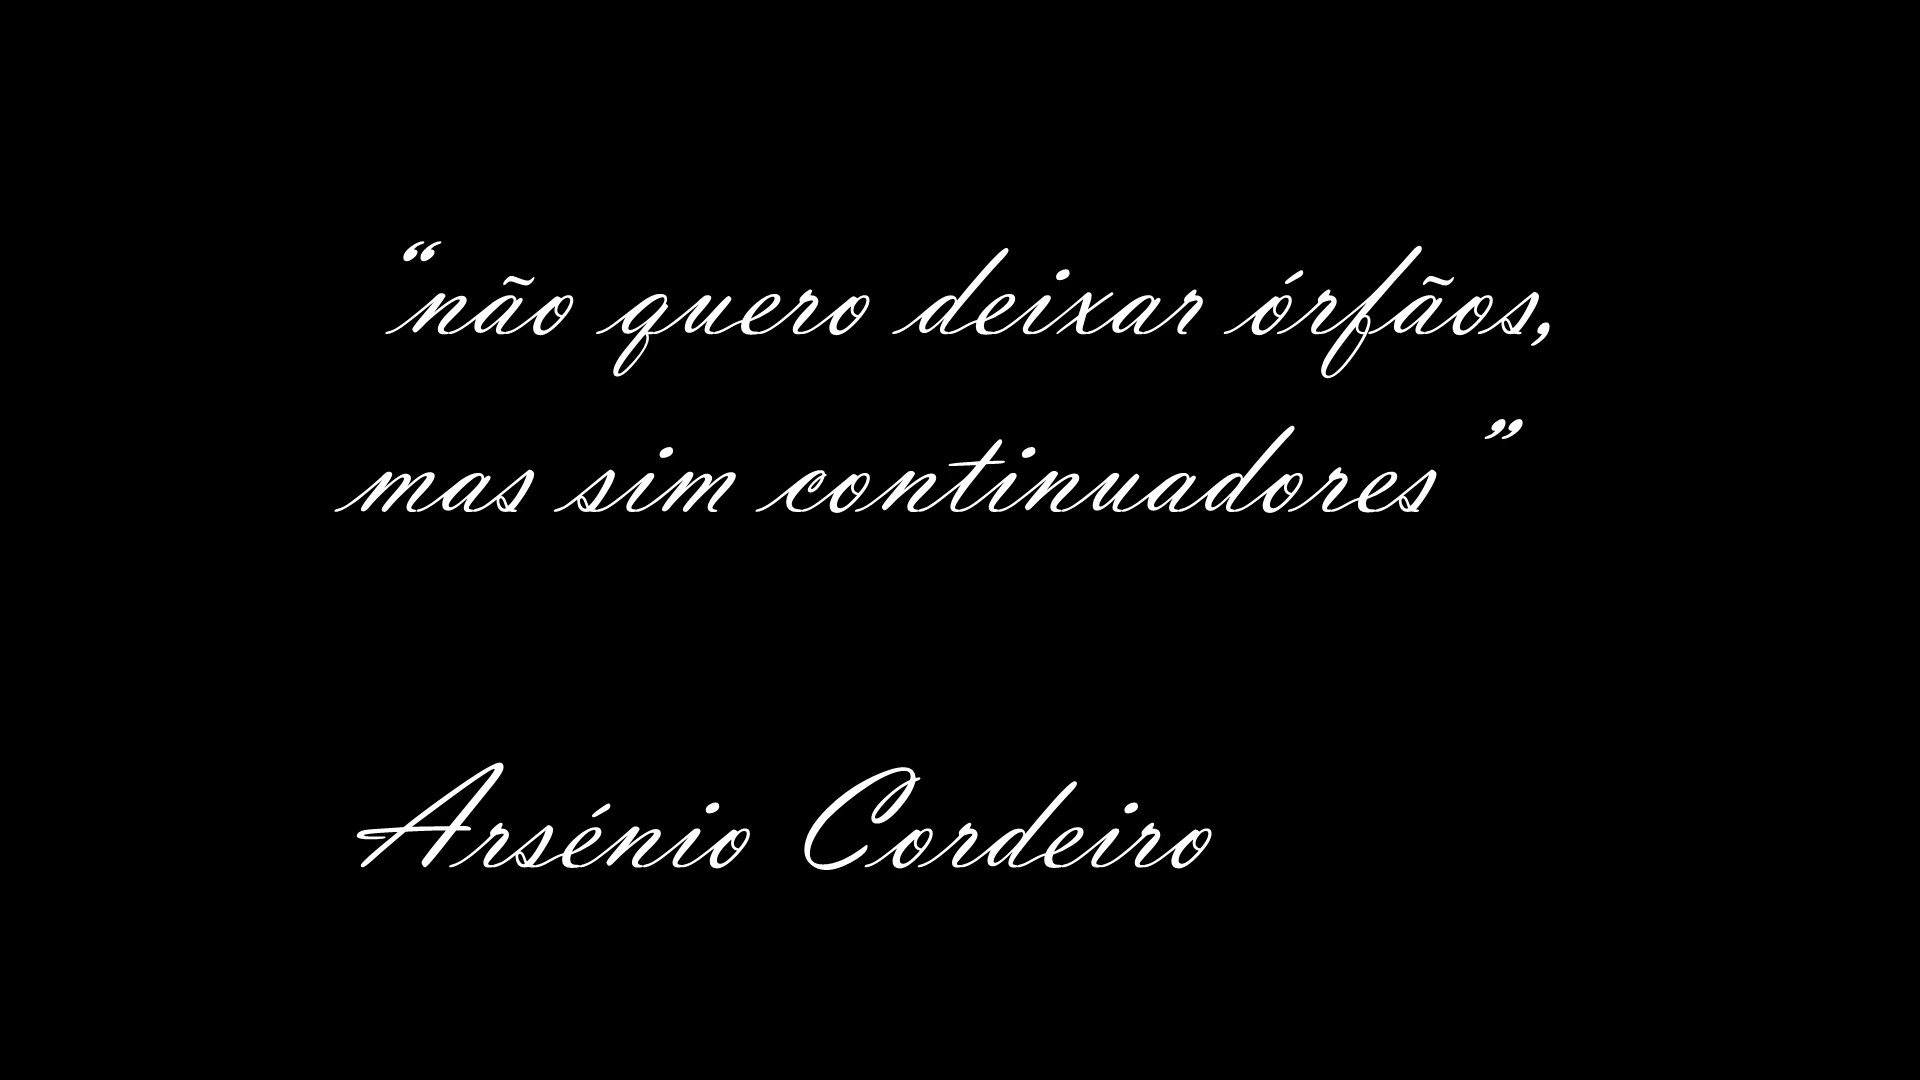 “não quero deixar órfãos,
mas sim continuadores”
Arsénio Cordeiro